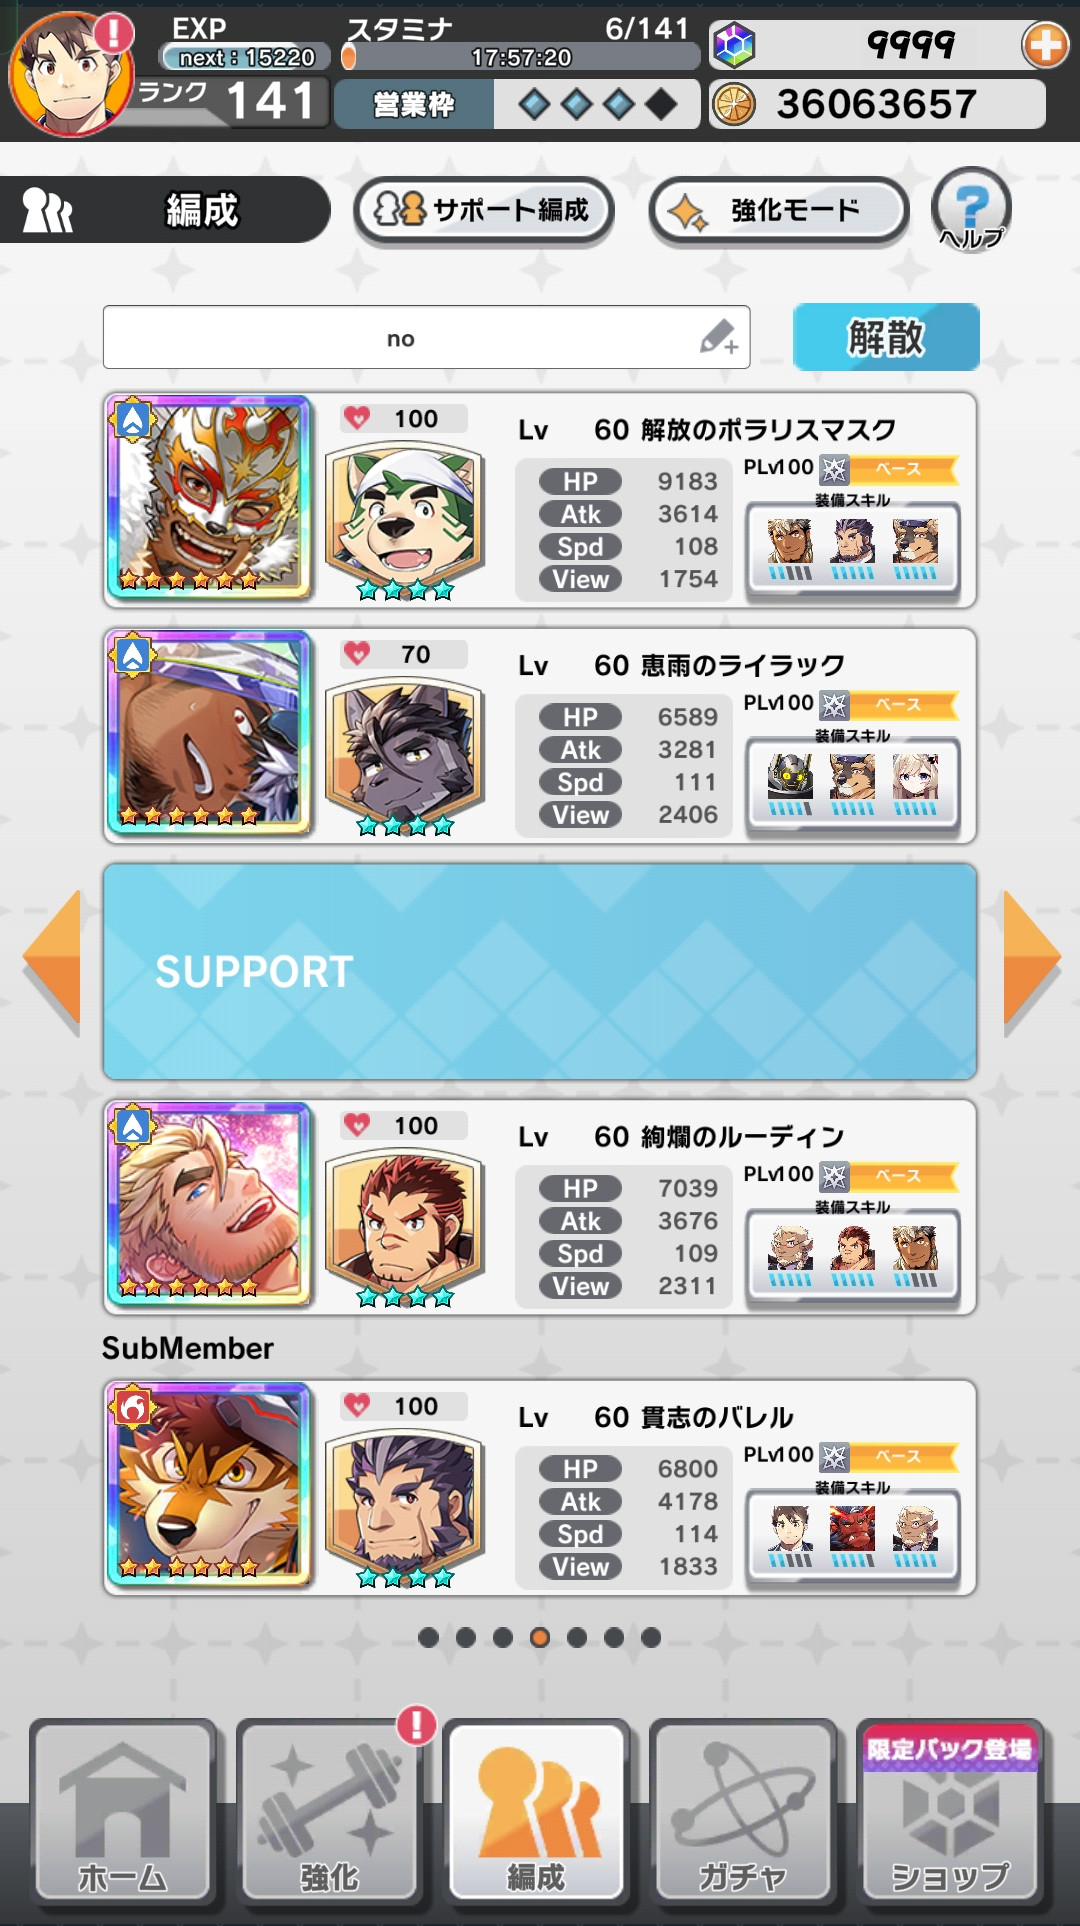 EXP
next : 15220
ランク 141
スタミナ 6/141
17:57:20
営業枠
9999
36063657
編成
サポート編成
強化モード
?
ヘルプ
no
解散
100
Lv 60 解放のポラリスマスク
HP 9183
Atk 3614
Spd 108
View 1754
PLv100 ベース
装備スキル
70
Lv 60 恵雨のライラック
HP 6589
Atk 3281
Spd 111
View 2406
PLv100 ベース
装備スキル
SUPPORT
100
Lv 60 絢爛のルーディン
HP 7039
Atk 3676
Spd 109
View 2311
PLv100 ベース
装備スキル
SubMember
100
Lv 60 貫志のバレル
HP 6800
Atk 4178
Spd 114
View 1833
PLv100 ベース
装備スキル
ホーム
強化
編成
ガチャ
限定パック登場
ショップ